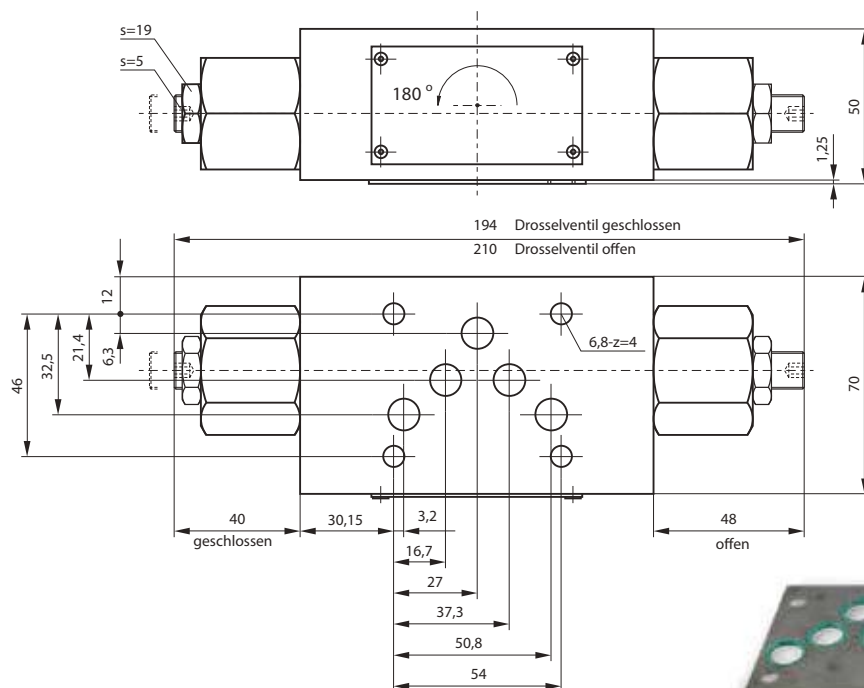 s=19
s=5
180 °
50
1,25
194 Drosselventil geschlossen
210 Drosselventil offen
12
6,3
21,4
32,5
46
6,8-z=4
70
40
geschlossen
30,15
3,2
48
offen
16,7
27
37,3
50,8
54